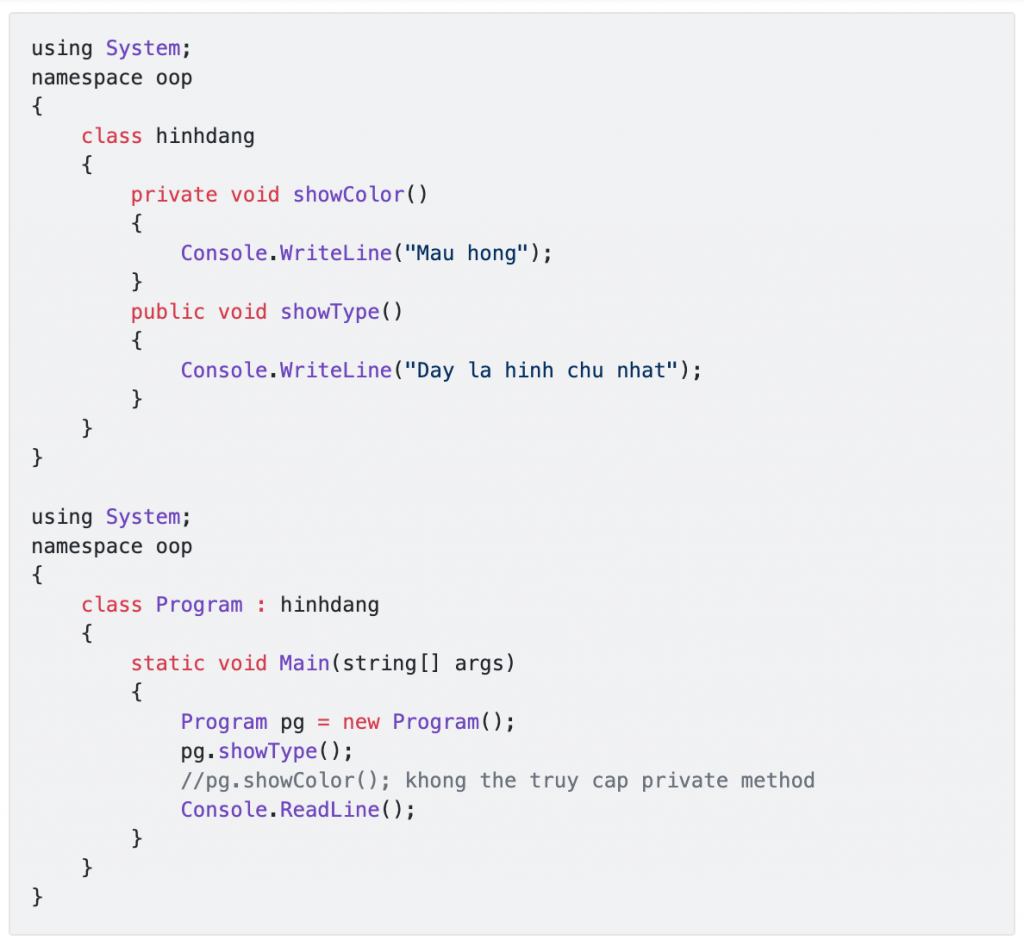 using System;
namespace oop
{
    class hinhdang
    {
        private void showColor()
        {
            Console.WriteLine("Mau hong");
        }
        public void showType()
        {
            Console.WriteLine("Day la hinh chu nhat");
        }
    }
}

using System;
namespace oop
{
    class Program : hinhdang
    {
        static void Main(string[] args)
        {
            Program pg = new Program();
            pg.showType();
            //pg.showColor(); khong the truy cap private method
            Console.ReadLine();
        }
    }
}